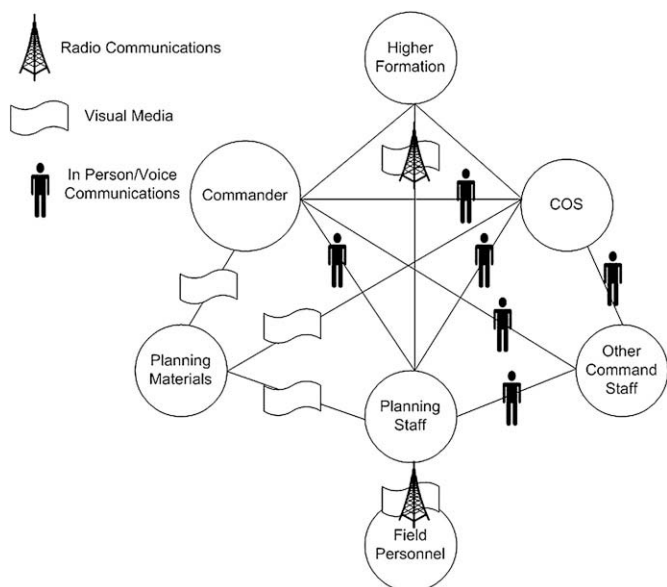 Radio Communications
Visual Media
In Person/Voice
Communications
Higher
Formation
Commander
COS
Planning
Materials
Other
Command
Staff
Planning
Staff
Field
Personnel